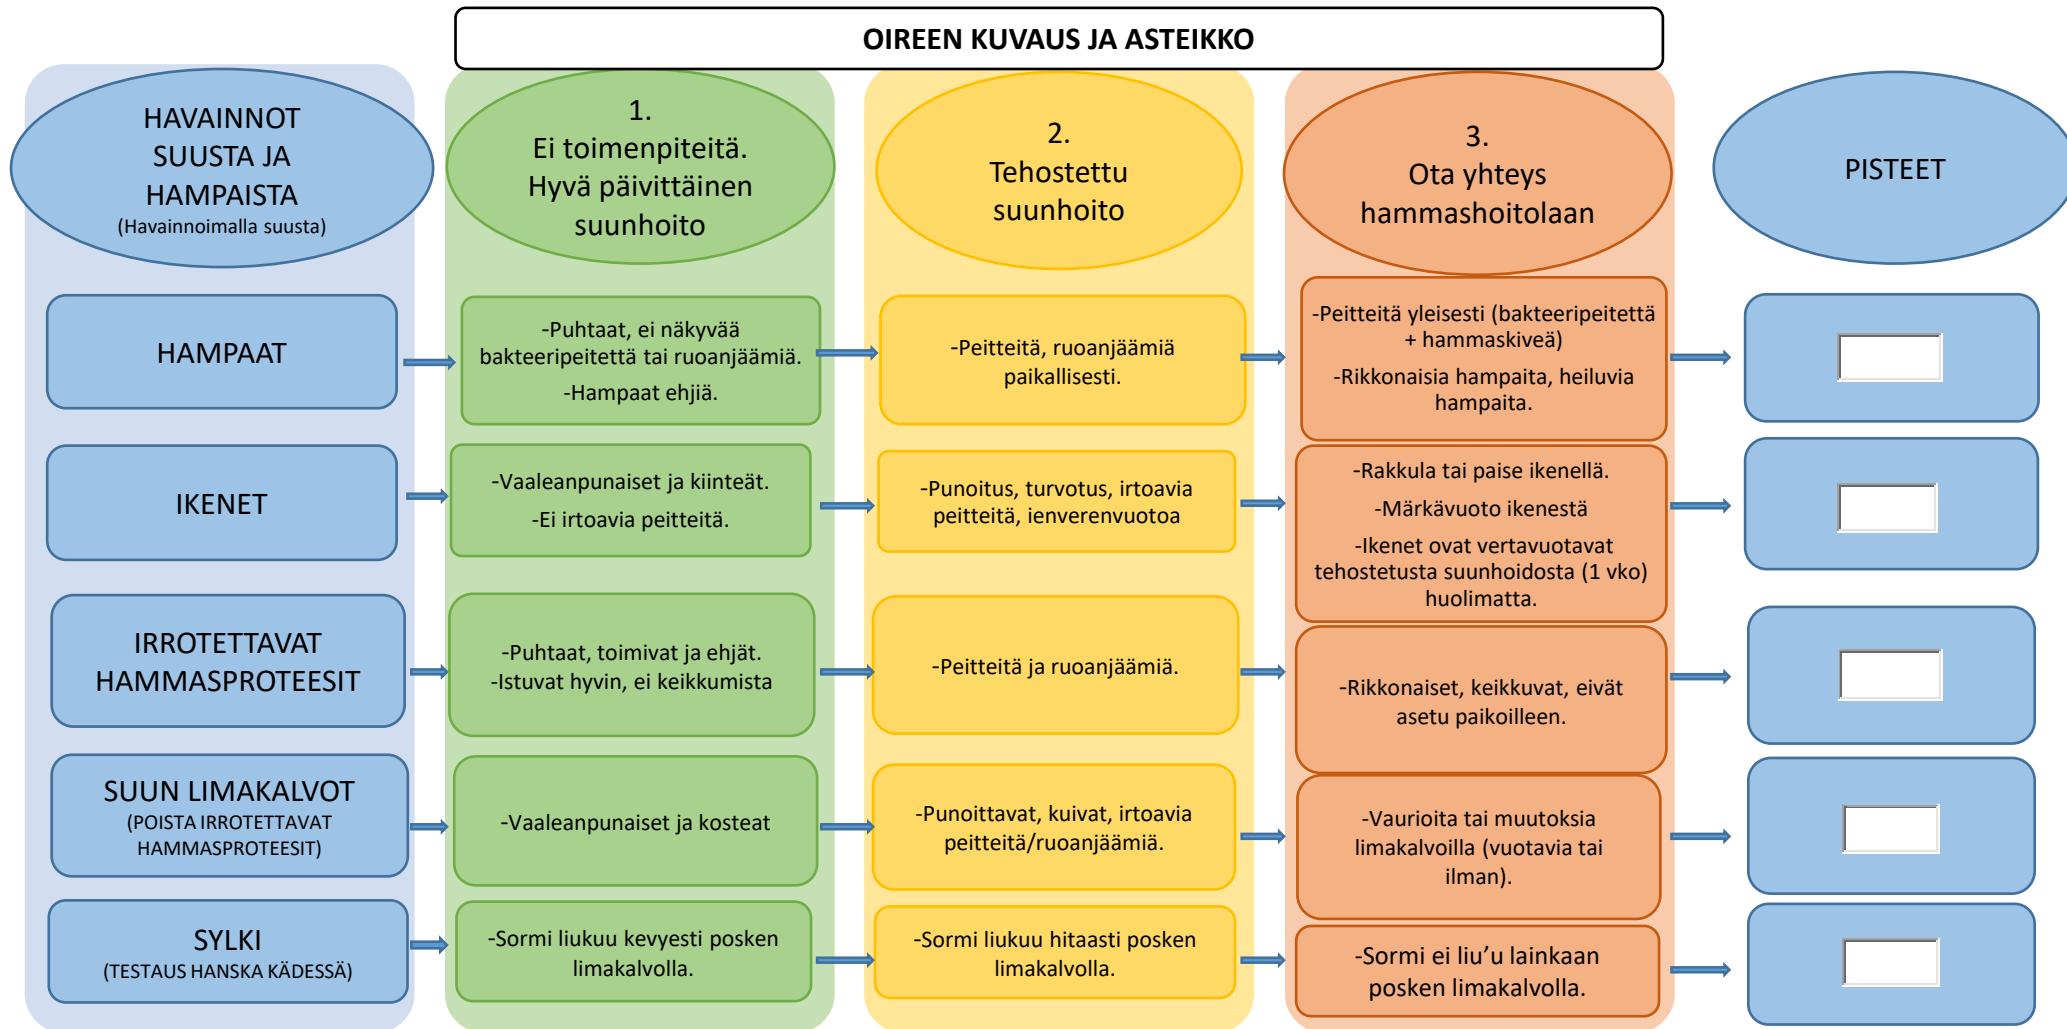 OIREEN KUVAUS JA ASTEIKKO
HAVAINNOT
SUUSTA JA
HAMPAISTA
(Havainnoimalla suusta)
1.
Ei toimenpiteitä.
Hyvä päivittäinen
suunhoito
2.
Tehostettu
suunhoito
3.
Ota yhteys
hammashoitolaan
PISTEET
HAMPAAT
-Puhtaat, ei näkyvää
bakteeripeitettä tai ruoanjäämiä.
-Hampaat ehjiä.
-Peitteitä, ruoanjäämiä
paikallisesti.
-Peitteitä yleisesti (bakteeripeitettä
+ hammaskiveä)
-Rikkonaisia hampaita, heiluvia
hampaita.
IKENET
-Vaaleanpunaiset ja kiinteät.
-Ei irtoavia peitteitä.
-Punoitus, turvotus, irtoavia
peitteitä, ienverenvuotoa
-Rakkula tai paise ikenellä.
-Märkävuoto ikenestä
-Ikenet ovat vertavuotavat
tehostetusta suunhoidosta (1 vko)
huolimatta.
IRROTETTAVAT
HAMMASPROTEESIT
-Puhtaat, toimivat ja ehjät.
-Istuvat hyvin, ei keikkumista
-Peitteitä ja ruoanjäämiä.
-Rikkonaiset, keikkuvat, eivät
asetu paikoilleen.
SUUN LIMAKALVOT
(POISTA IRROTETTAVAT
HAMMASPROTEESIT)
-Vaaleanpunaiset ja kosteat
-Punoittavat, kuivat, irtoavia
peitteitä/ruoanjäämiä.
-Vaurioita tai muutoksia
limakalvoilla (vuotavia tai
ilman).
SYLKI
(TESTAUS HANSKA KÄDESSÄ)
-Sormi liukuu kevyesti posken
limakalvolla.
-Sormi liukuu hitaasti posken
limakalvolla.
-Sormi ei liu’u lainkaan
posken limakalvolla.